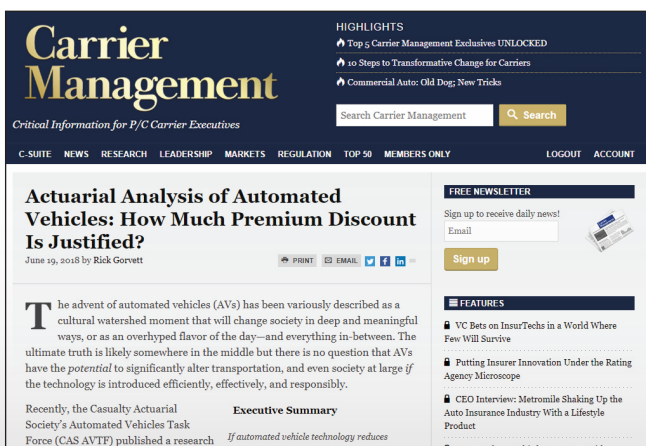 Carrier
Management
Critical Information for P/C Carrier Executives
HIGHLIGHTS
Top 5 Carrier Management Exclusives UNLOCKED
10 Steps to Transformative Change for Carriers
Commercial Auto: Old Dog; New Tricks
Search Carrier Management Search
C-SUITE NEWS RESEARCH LEADERSHIP MARKETS REGULATION TOP 50 MEMBERS ONLY LOGOUT ACCOUNT
Actuarial Analysis of Automated
Vehicles: How Much Premium Discount
Is Justified?
June 19, 2018 by Rick Gorvett
PRINT EMAIL
The advent of automated vehicles (AVs) has been variously described as a
cultural watershed moment that will change society in deep and meaningful
ways, or as an overhyped flavor of the day—and everything in-between. The
ultimate truth is likely somewhere in the middle but there is no question that AVs
have the potential to significantly alter transportation, and even society at large if
the technology is introduced efficiently, effectively, and responsibly.
Recently, the Casualty Actuarial
Society's Automated Vehicles Task
Force (CAS AVTF) published a research
Executive Summary
If automated vehicle technology reduces
FREE NEWSLETTER
Sign up to receive daily news!
Email
Sign up
FEATURES
VC Bets on InsurTechs in a World Where
Few Will Survive
Putting Insurer Innovation Under the Rating
Agency Microscope
CEO Interview: Metromile Shaking Up the
Auto Insurance Industry With a Lifestyle
Product